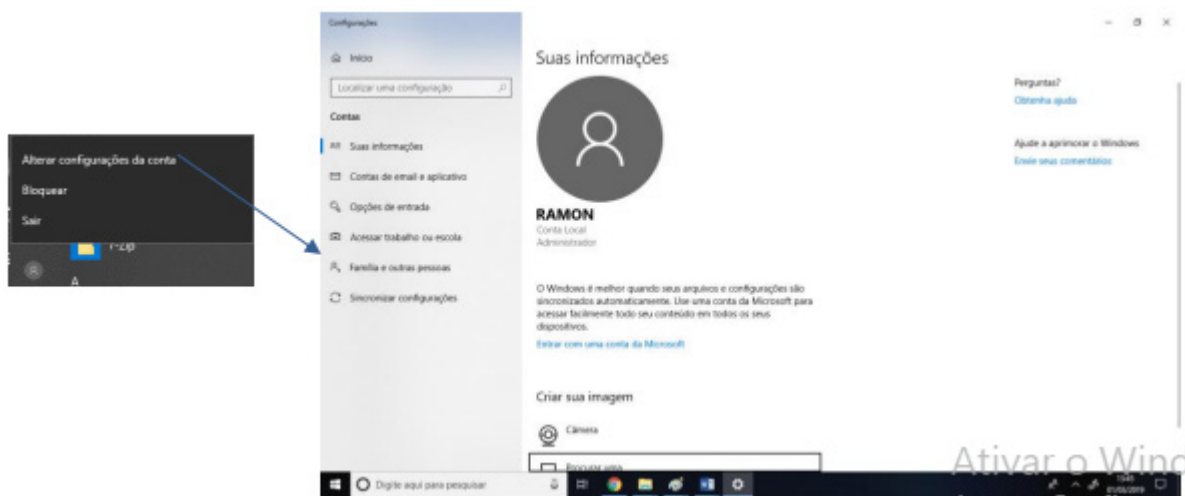 Alterar configurações da conta
Bloquear
Sair
7-Zip
A
Configurações
Início
Localizar uma configuração
Contas
Suas informações
Contas de email e aplicativo
Opções de entrada
Acessar trabalho ou escola
Família e outras pessoas
Sincronizar configurações
Suas informações
RAMON
Conta Local
Administrador
O Windows é melhor quando seus arquivos e configurações são
sincronizados automaticamente. Use uma conta da Microsoft para
acessar facilmente todo seu conteúdo em todos os seus
dispositivos.
Entrar com uma conta da Microsoft
Criar sua imagem
Câmera
Procurar uma
Perguntas?
Obtenha ajuda
Ajude a aprimorar o Windows
Envie seus comentários
Ativar o Wind
Digite aqui para pesquisar